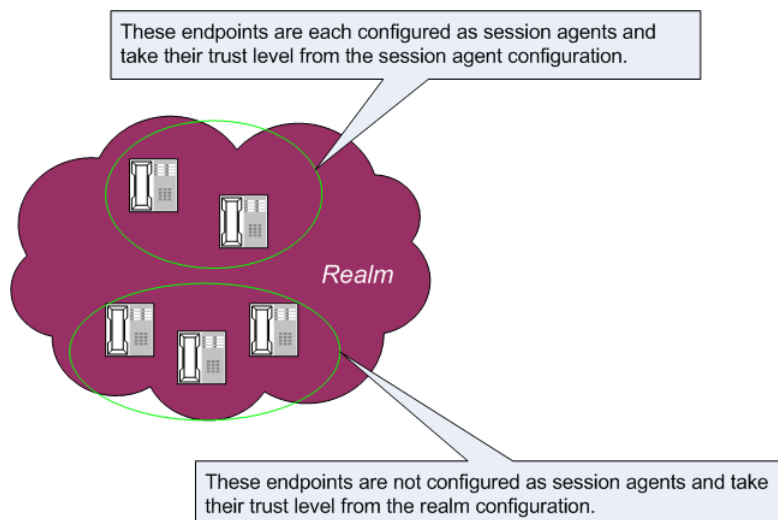 These endpoints are each configured as session agents and
take their trust level from the session agent configuration.
Realm
These endpoints are not configured as session agents and take
their trust level from the realm configuration.